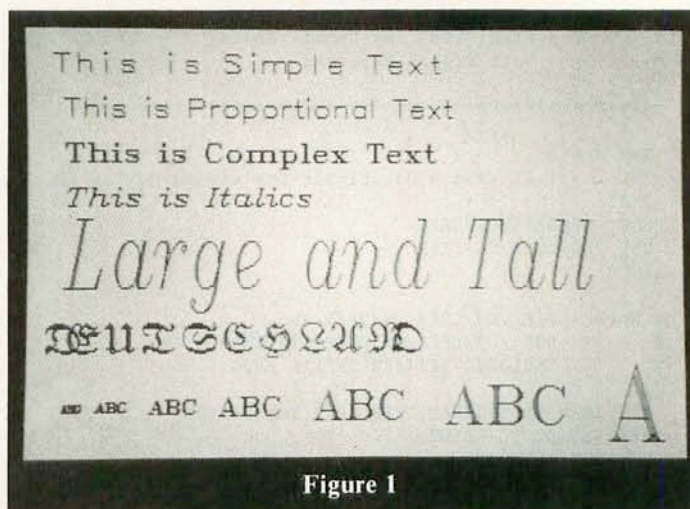 This is Simple Text
This is Proportional Text
This is Complex Text
This is Italics
Large and Tall
DEUTSCHLAND
ABC ABC ABC ABC ABC ABC A
Figure 1